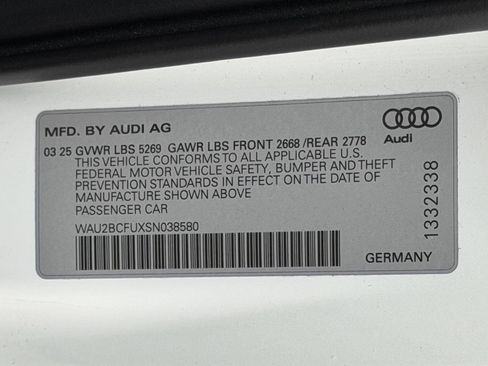 MFD. BY AUDI AG
03 25 GVWR LBS 5269 GAWR LBS FRONT 2668 /REAR 2778
THIS VEHICLE CONFORMS TO ALL APPLICABLE U.S.
FEDERAL MOTOR VEHICLE SAFETY, BUMPER AND THEFT
PREVENTION STANDARDS IN EFFECT ON THE DATE OF
MANUFACTURE SHOWN ABOVE
PASSENGER CAR
WAU2BCFUXSN038580
Audi
1332338
GERMANY